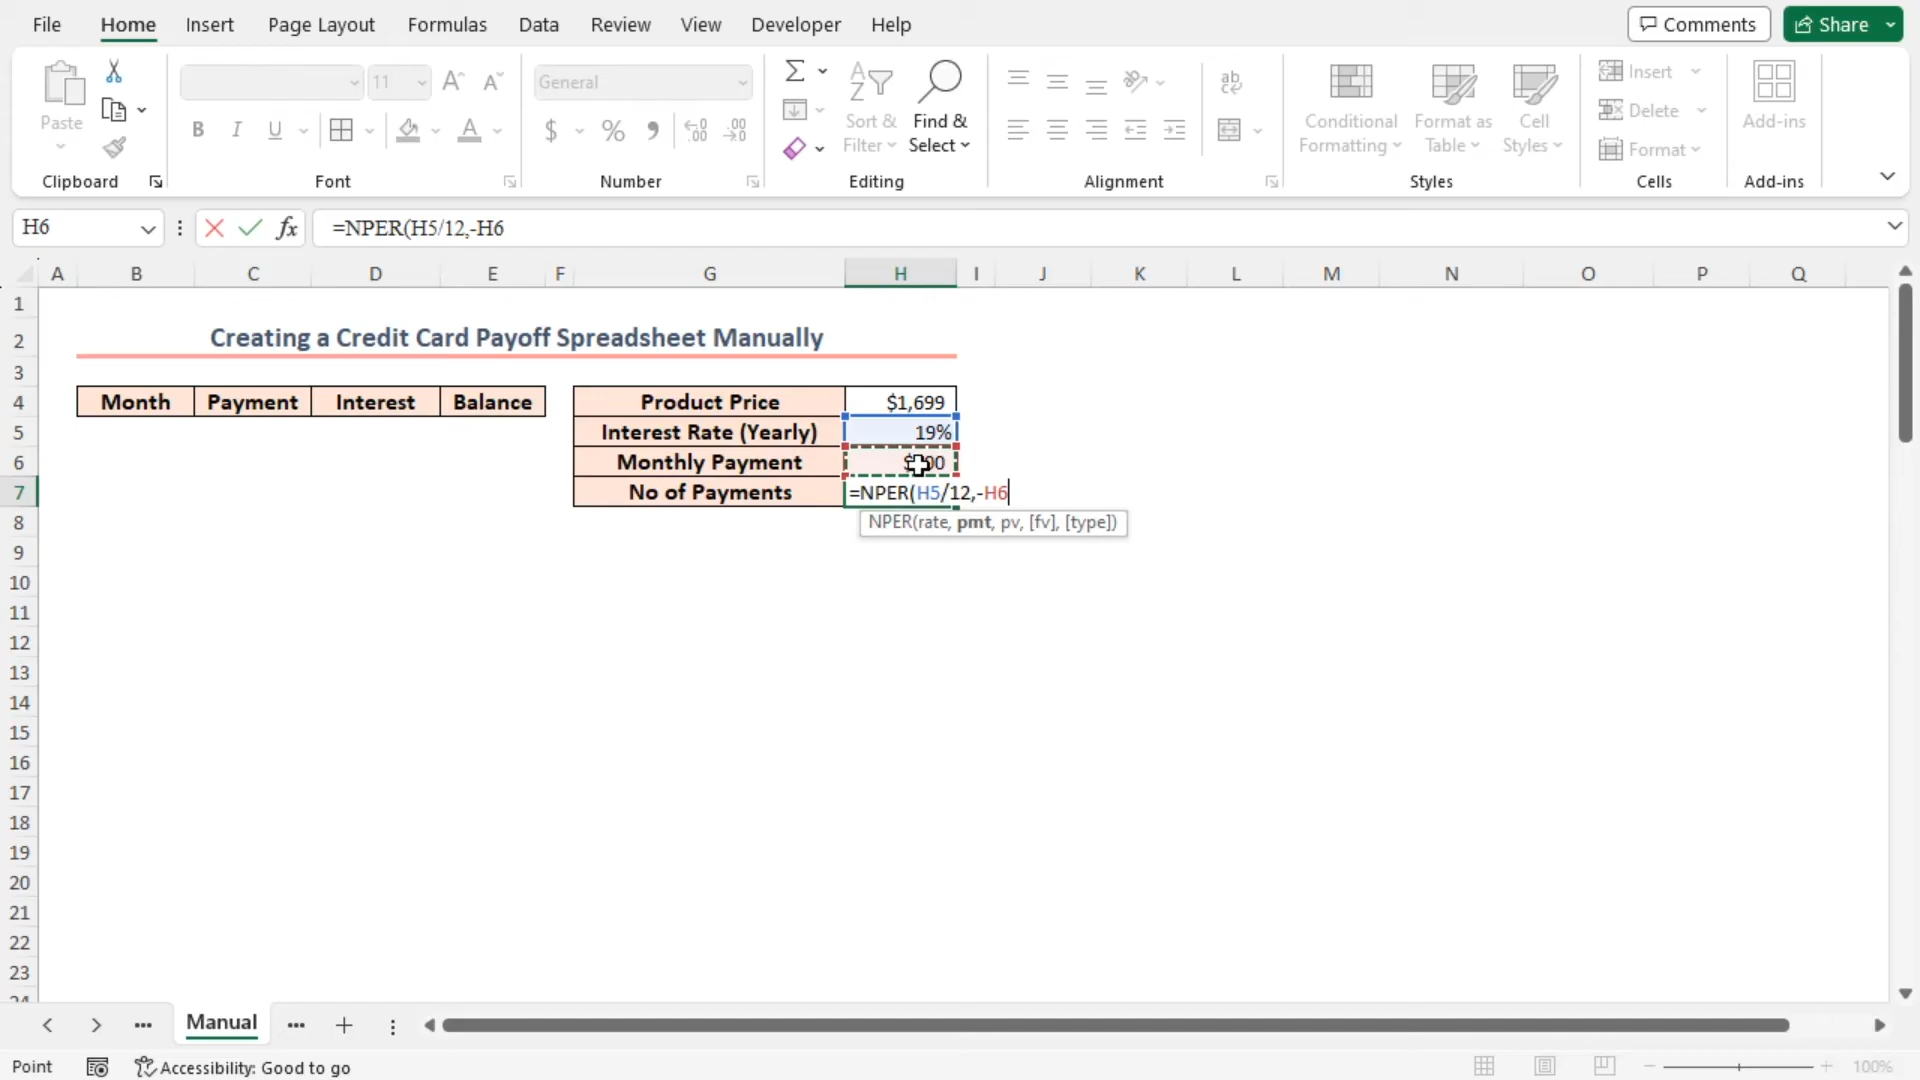 File Home Insert Page Layout Formulas Data Review View Developer Help Comments Share
Paste
11
General
Sort & Filter
Find & Select
Conditional Formatting
Format as Table
Cell Styles
Insert
Delete
Format
Add-ins
Clipboard Font Number Editing Alignment Styles Cells Add-ins
H6 fx =NPER(H5/12,-H6
A B C D E F G H I J K L M N O P Q
1
2 Creating a Credit Card Payoff Spreadsheet Manually
3
4 Month Payment Interest Balance Product Price $1,699
5 Interest Rate (Yearly) 19%
6 Monthly Payment
7 No of Payments =NPER(H5/12,-H6
NPER(rate, pmt, pv, [fv], [type])
8
9
10
11
12
13
14
15
16
17
18
19
20
21
22
23
24
Manual
Point Accessibility: Good to go 100%